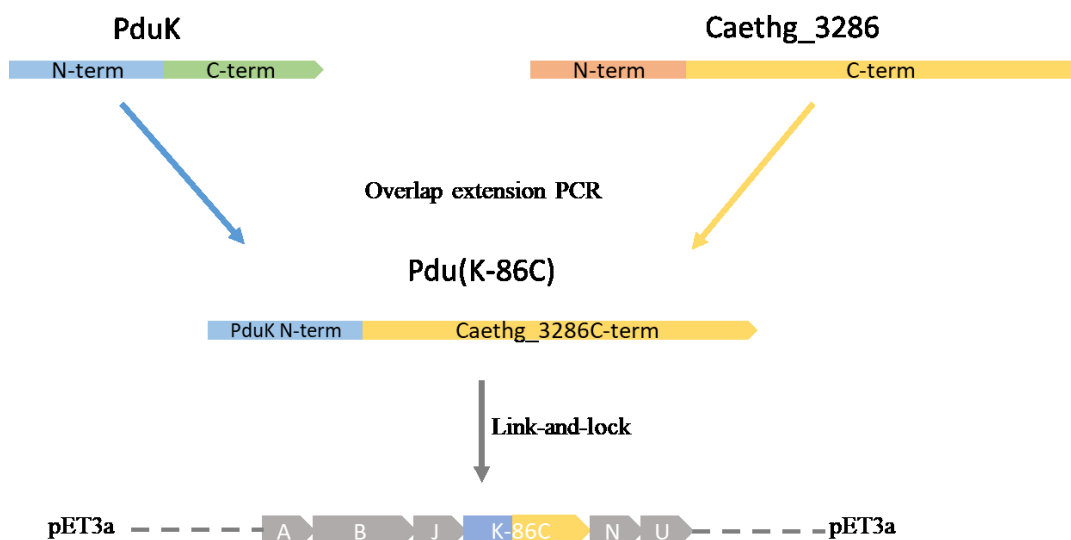 PduK
Caethg_3286
N-term C-term
N-term C-term
Overlap extension PCR
Pdu(K-86C)
PduK N-term Caethg_3286C-term
Link-and-lock
pET3a A B J K-86C N U pET3a